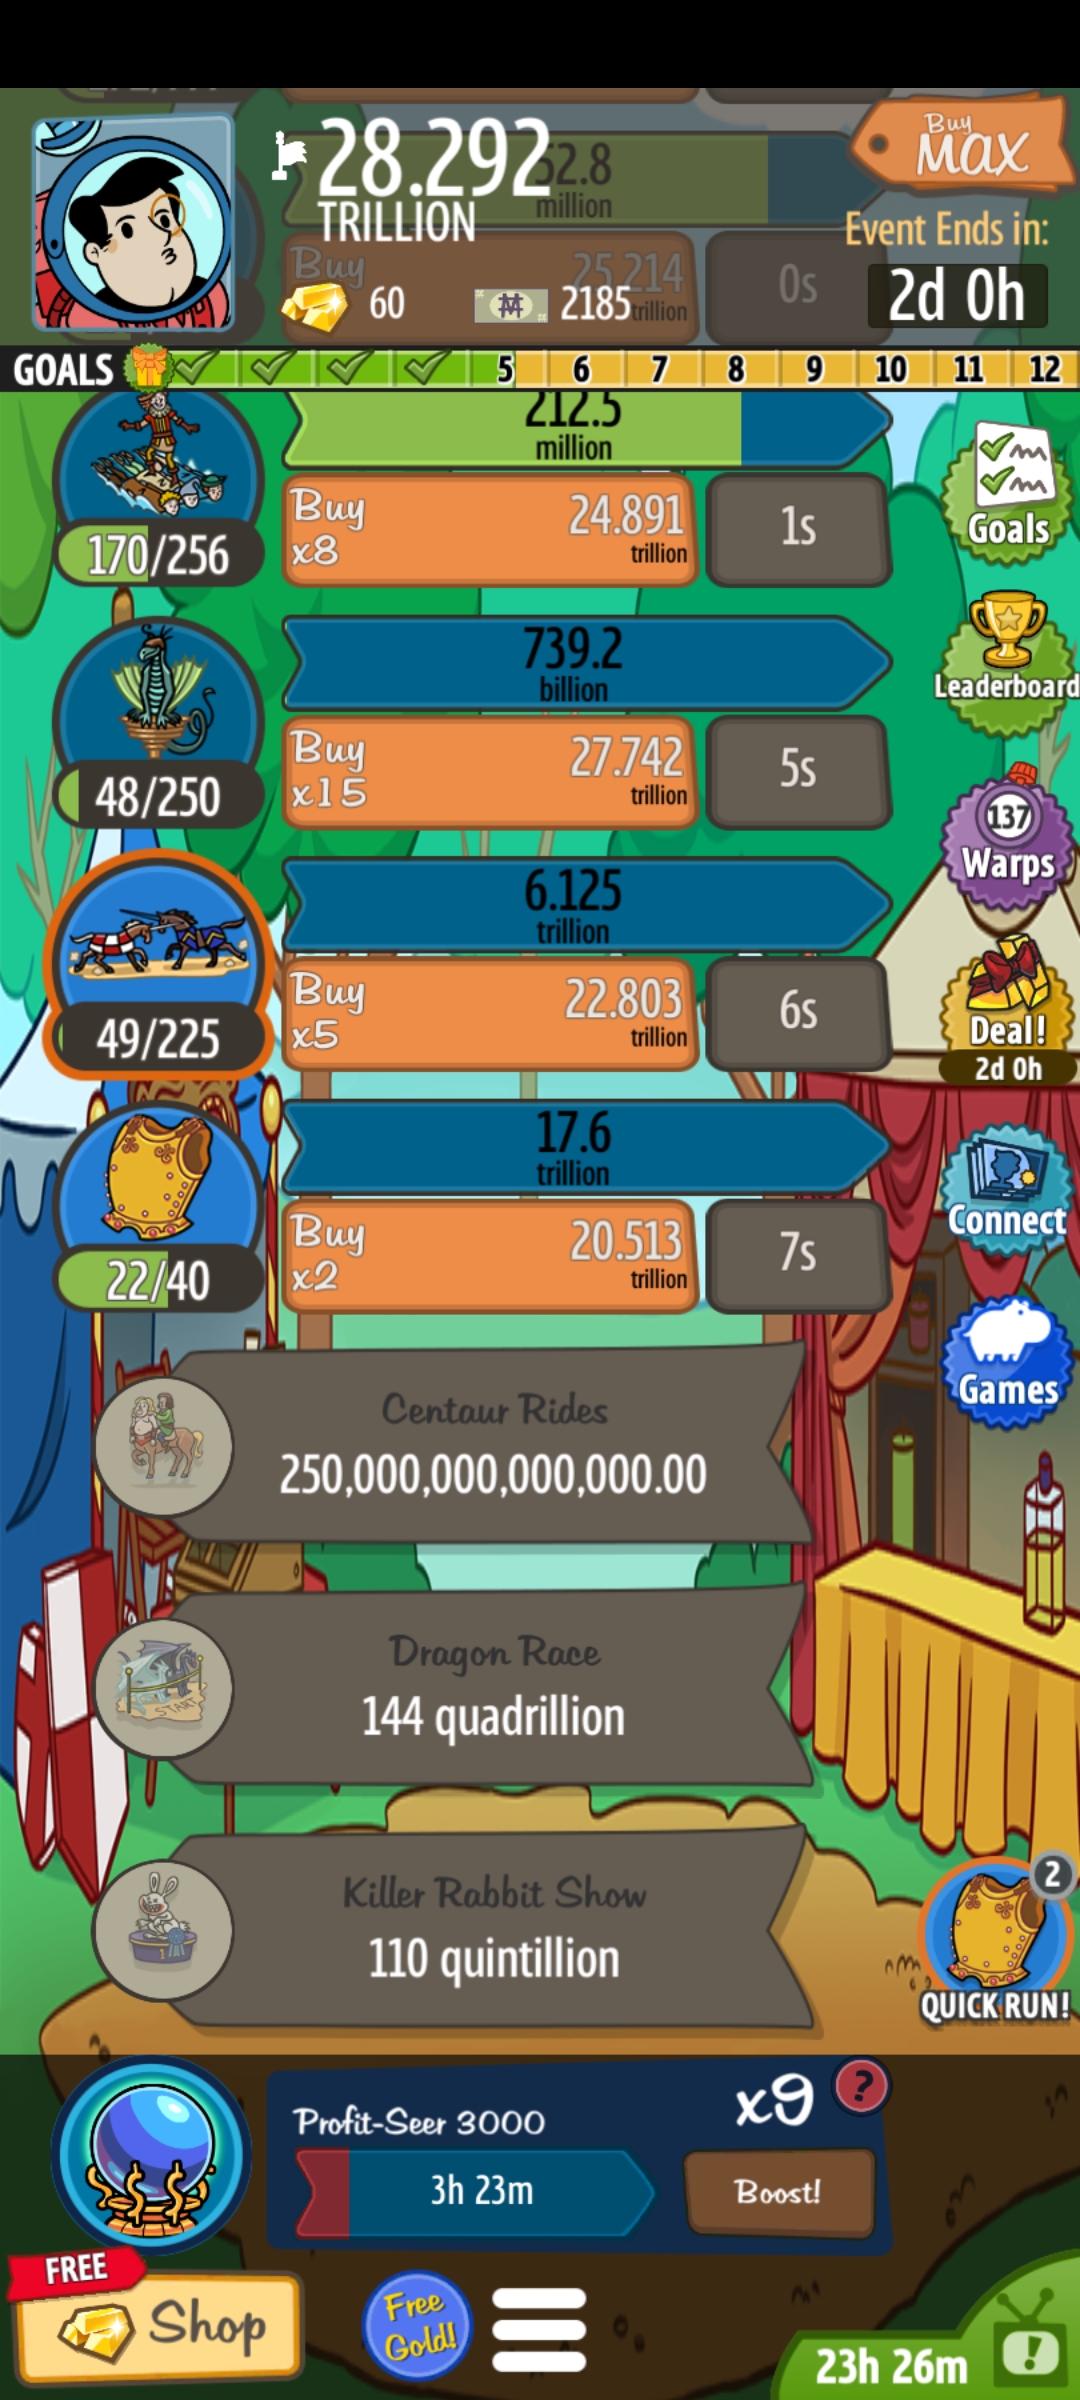 28.292
TRILLION
52.8
million
Buy
MAX
Event Ends in:
2d 0h
Buy
25.214
trillion
0s
60
2185
GOALS
5 6 7 8 9 10 11 12
212.5
million
Buy
x8
24.891
trillion
1s
170/256
Goals
739.2
billion
Leaderboard
Buy
x15
27.742
trillion
5s
48/250
137
Warps
6.125
trillion
Buy
x5
22.803
trillion
6s
49/225
Deal!
2d 0h
17.6
trillion
Buy
x2
20.513
trillion
7s
22/40
Connect
Games
Centaur Rides
250,000,000,000,000.00
Dragon Race
START
144 quadrillion
Killer Rabbit Show
1
110 quintillion
2
QUICK RUN!
Profit-Seer 3000
x9
?
3h 23m
Boost!
FREE
Shop
Free
Gold!
23h 26m
!